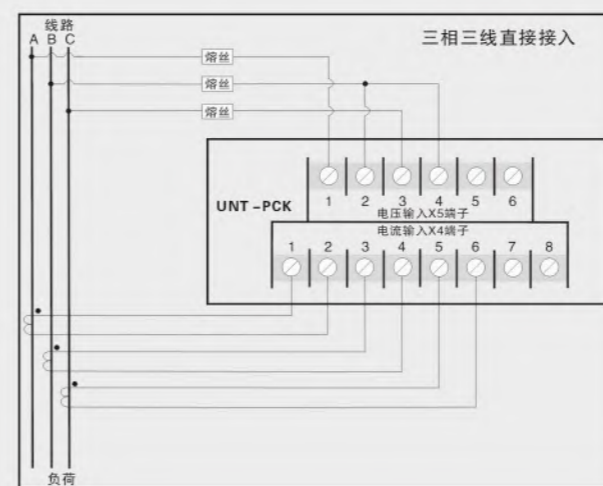 线路
A B C
三相三线直接接入
熔丝
熔丝
熔丝
UNT-PCK
1 2 3 4 5 6
电压输入X5端子
电流输入X4端子
1 2 3 4 5 6 7 8
负荷